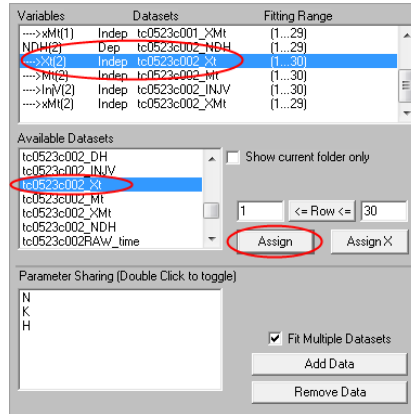 Variables Datasets Fitting Range
---->xMt(1) Indep tc0523c001_XMt (1...29)
NDH(2) Dep tc0523c002_NDH (1...29)
---->Xt(2) Indep tc0523c002_Xt (1...30)
---->Mt(2) Indep tc0523c002_Mt (1...30)
---->InjV(2) Indep tc0523c002_INJV (1...30)
---->xMt(2) Indep tc0523c002_XMt (1...29)
Available Datasets
tc0523c002_DH
tc0523c002_INJV
tc0523c002_Xt
tc0523c002_Mt
tc0523c002_XMt
tc0523c002_NDH
tc0523c002RAW_time
Show current folder only
1 <= Row <= 30
Assign Assign X
Parameter Sharing (Double Click to toggle)
N
K
H
Fit Multiple Datasets
Add Data
Remove Data